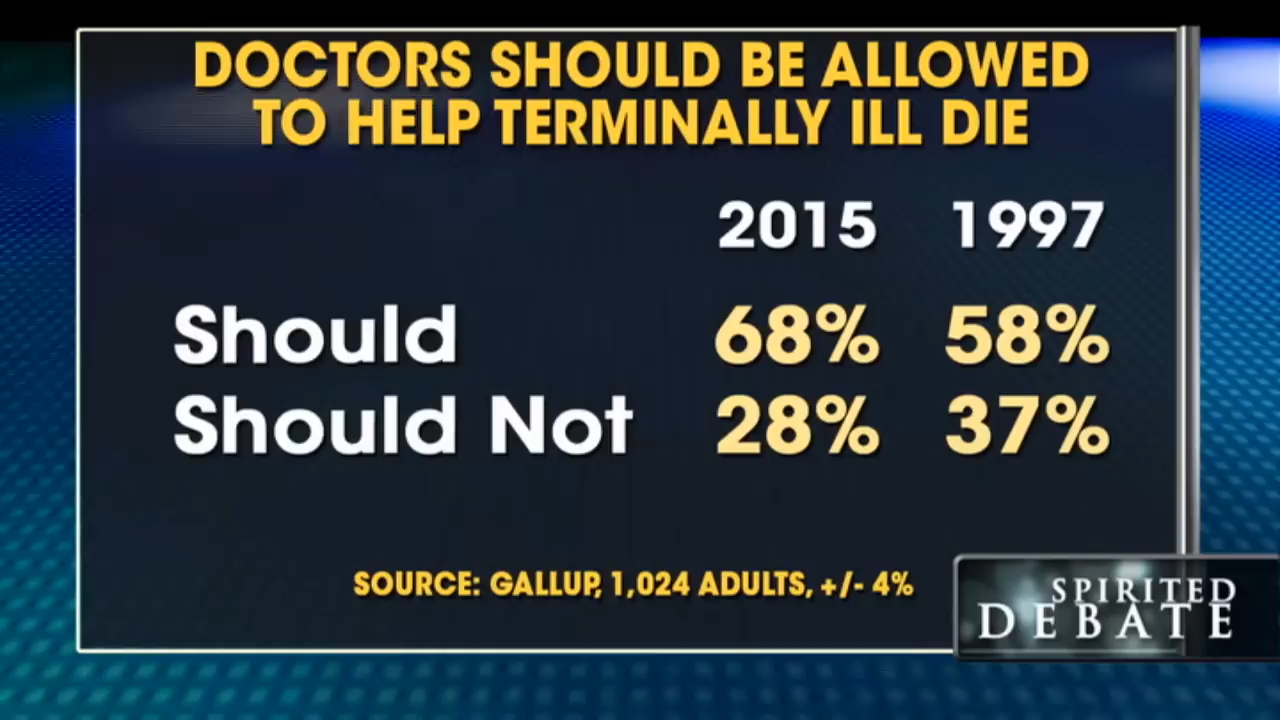 DOCTORS SHOULD BE ALLOWED
TO HELP TERMINALLY ILL DIE
2015 1997
Should 68% 58%
Should Not 28% 37%
SOURCE: GALLUP, 1,024 ADULTS, +/- 4%
SPIRITED
DEBATE